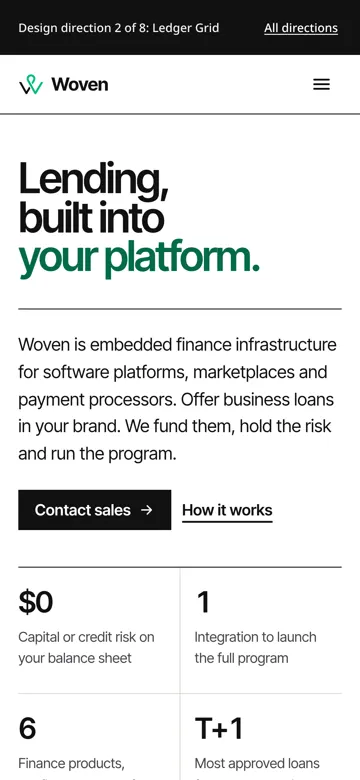 Design direction 2 of 8: Ledger Grid
All directions
Woven
Lending,
built into
your platform.
Woven is embedded finance infrastructure
for software platforms, marketplaces and
payment processors. Offer business loans
in your brand. We fund them, hold the risk
and run the program.
Contact sales →
How it works
$0
Capital or credit risk on
your balance sheet
1
Integration to launch
the full program
6
Finance products,
T+1
Most approved loans